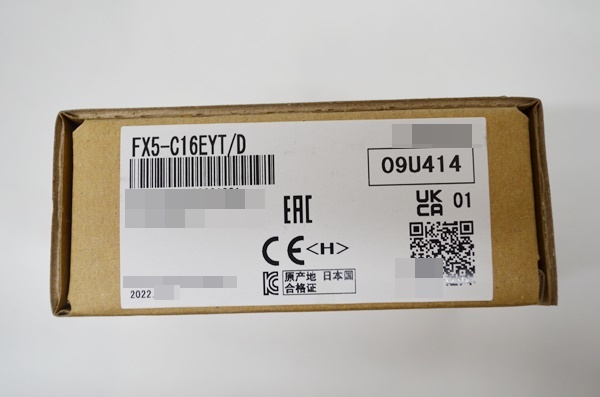 FX5-C16EYT/D
09U414
EAC
UK
CA 01
CE <H>
原产地 日本国
合格证
2022.